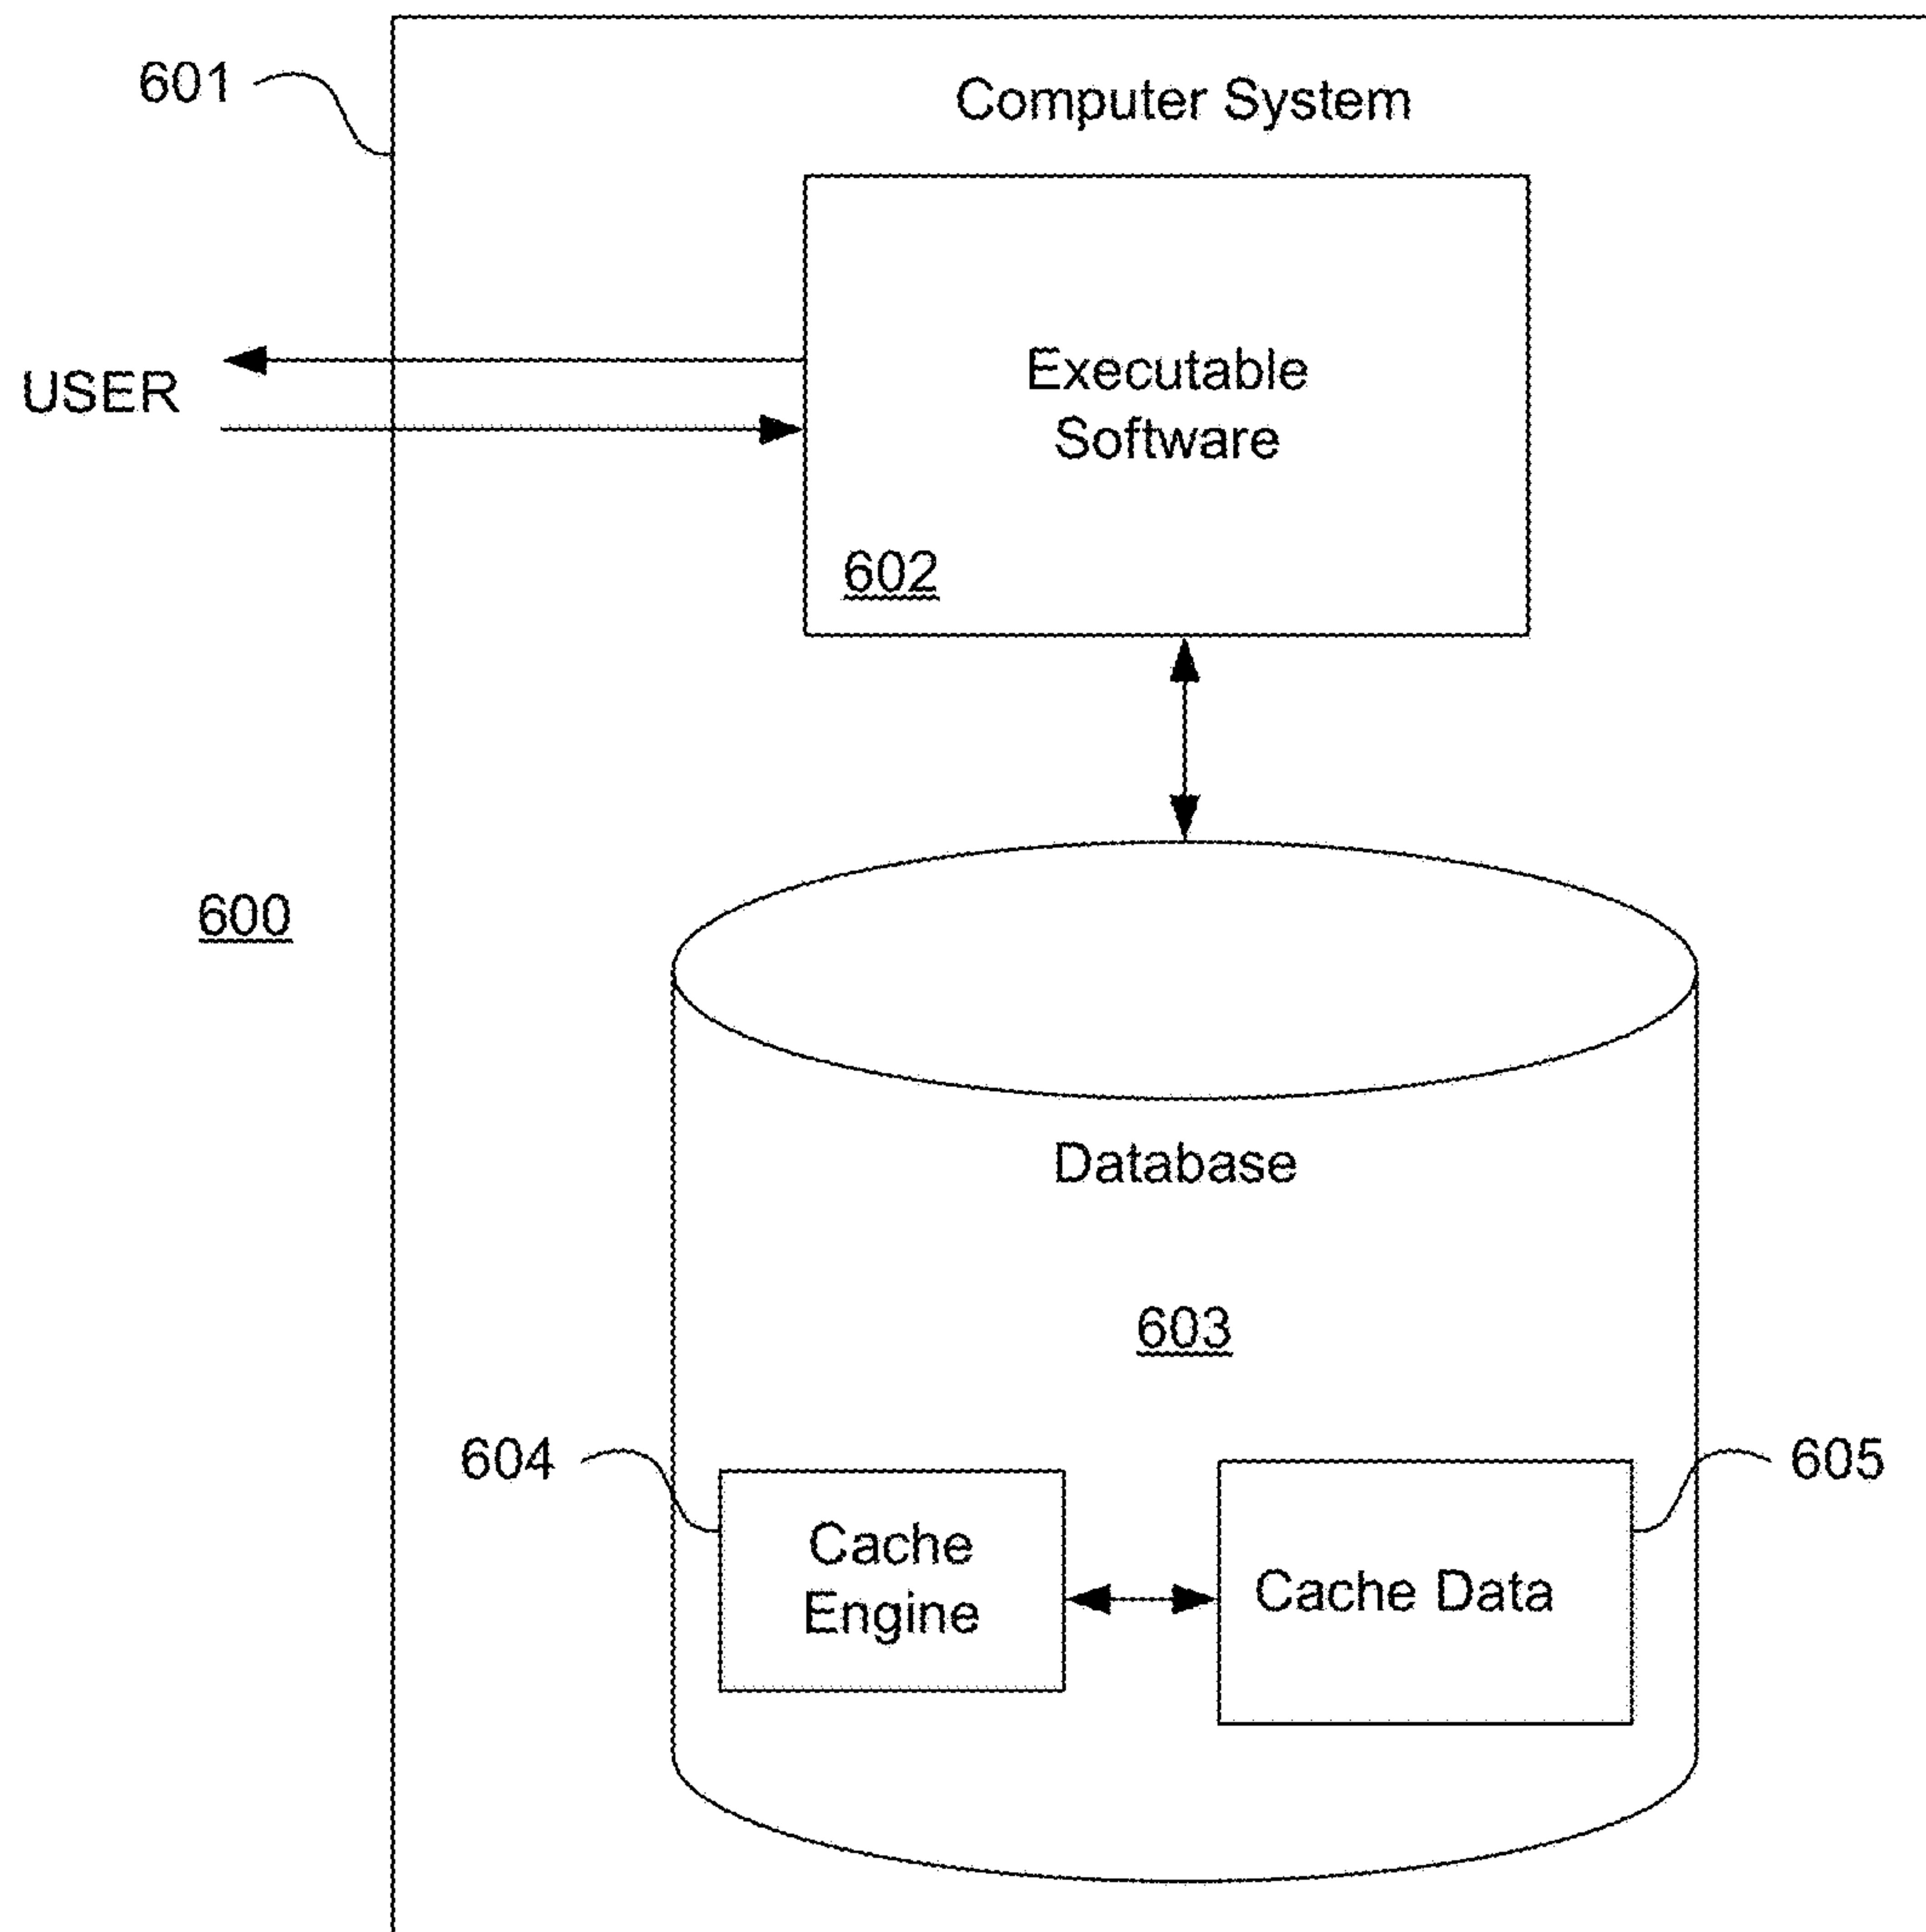 601
Computer System
USER
Executable
Software
602
600
Database
603
604
605
Cache
Engine
Cache Data